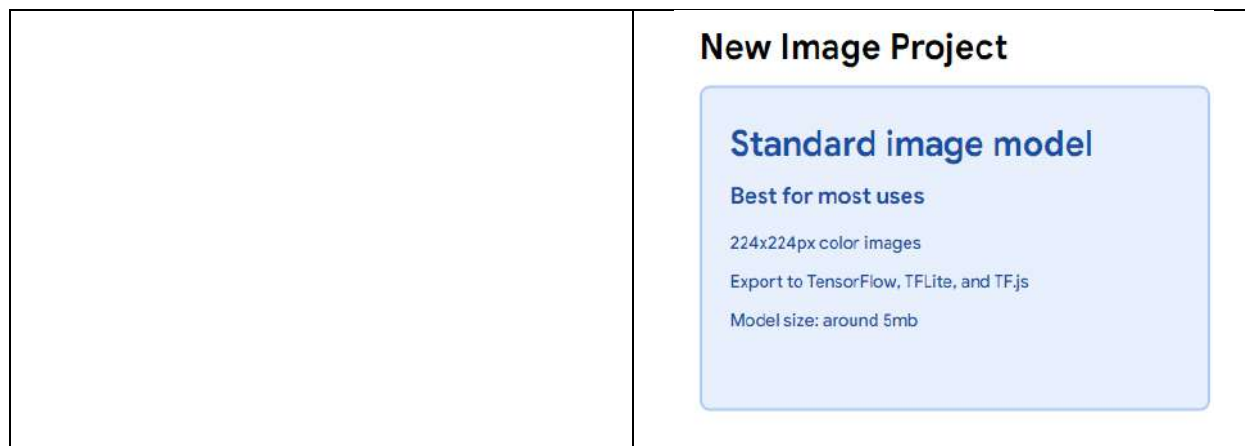 New Image Project
Standard image model
Best for most uses
224x224px color images
Export to TensorFlow, TFLite, and TF.js
Model size: around 5mb